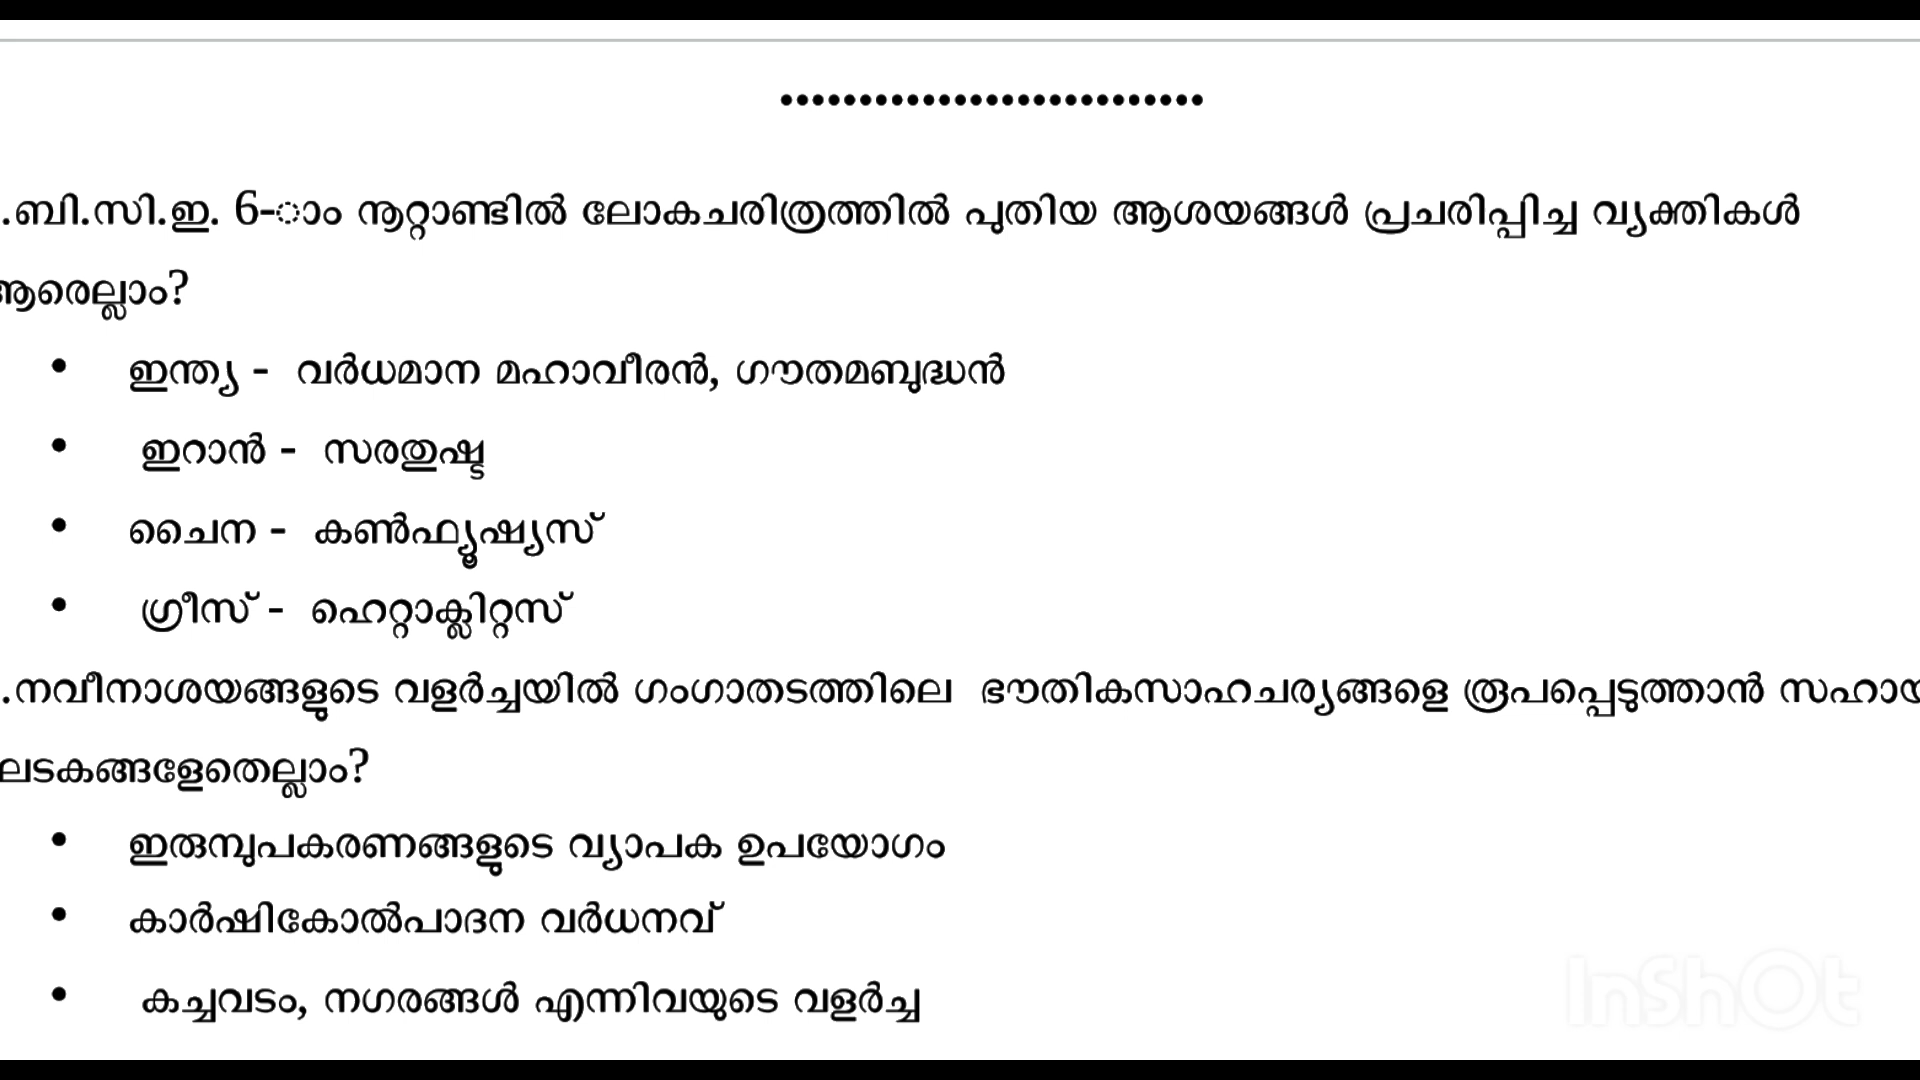 ..........................
.ബി.സി.ഇ. 6-ാം നൂറ്റാണ്ടിൽ ലോകചരിത്രത്തിൽ പുതിയ ആശയങ്ങൾ പ്രചരിപ്പിച്ച വ്യക്തികൾ
ആരെല്ലാം?
• ഇന്ത്യ - വർധമാന മഹാവീരൻ, ഗൗതമബുദ്ധൻ
• ഇറാൻ - സരതുഷ്ട
• ചൈന - കൺഫ്യൂഷ്യസ്
• ഗ്രീസ് - ഹെറ്റാക്ലിറ്റസ്
.നവീനാശയങ്ങളുടെ വളർച്ചയിൽ ഗംഗാതടത്തിലെ ഭൗതികസാഹചര്യങ്ങളെ രൂപപ്പെടുത്താൻ
ഘടകങ്ങളേതെല്ലാം?
• ഇരുമ്പുപകരണങ്ങളുടെ വ്യാപക ഉപയോഗം
• കാർഷികോൽപാദന വർധനവ്
• കച്ചവടം, നഗരങ്ങൾ എന്നിവയുടെ വളർച്ച
InShOt